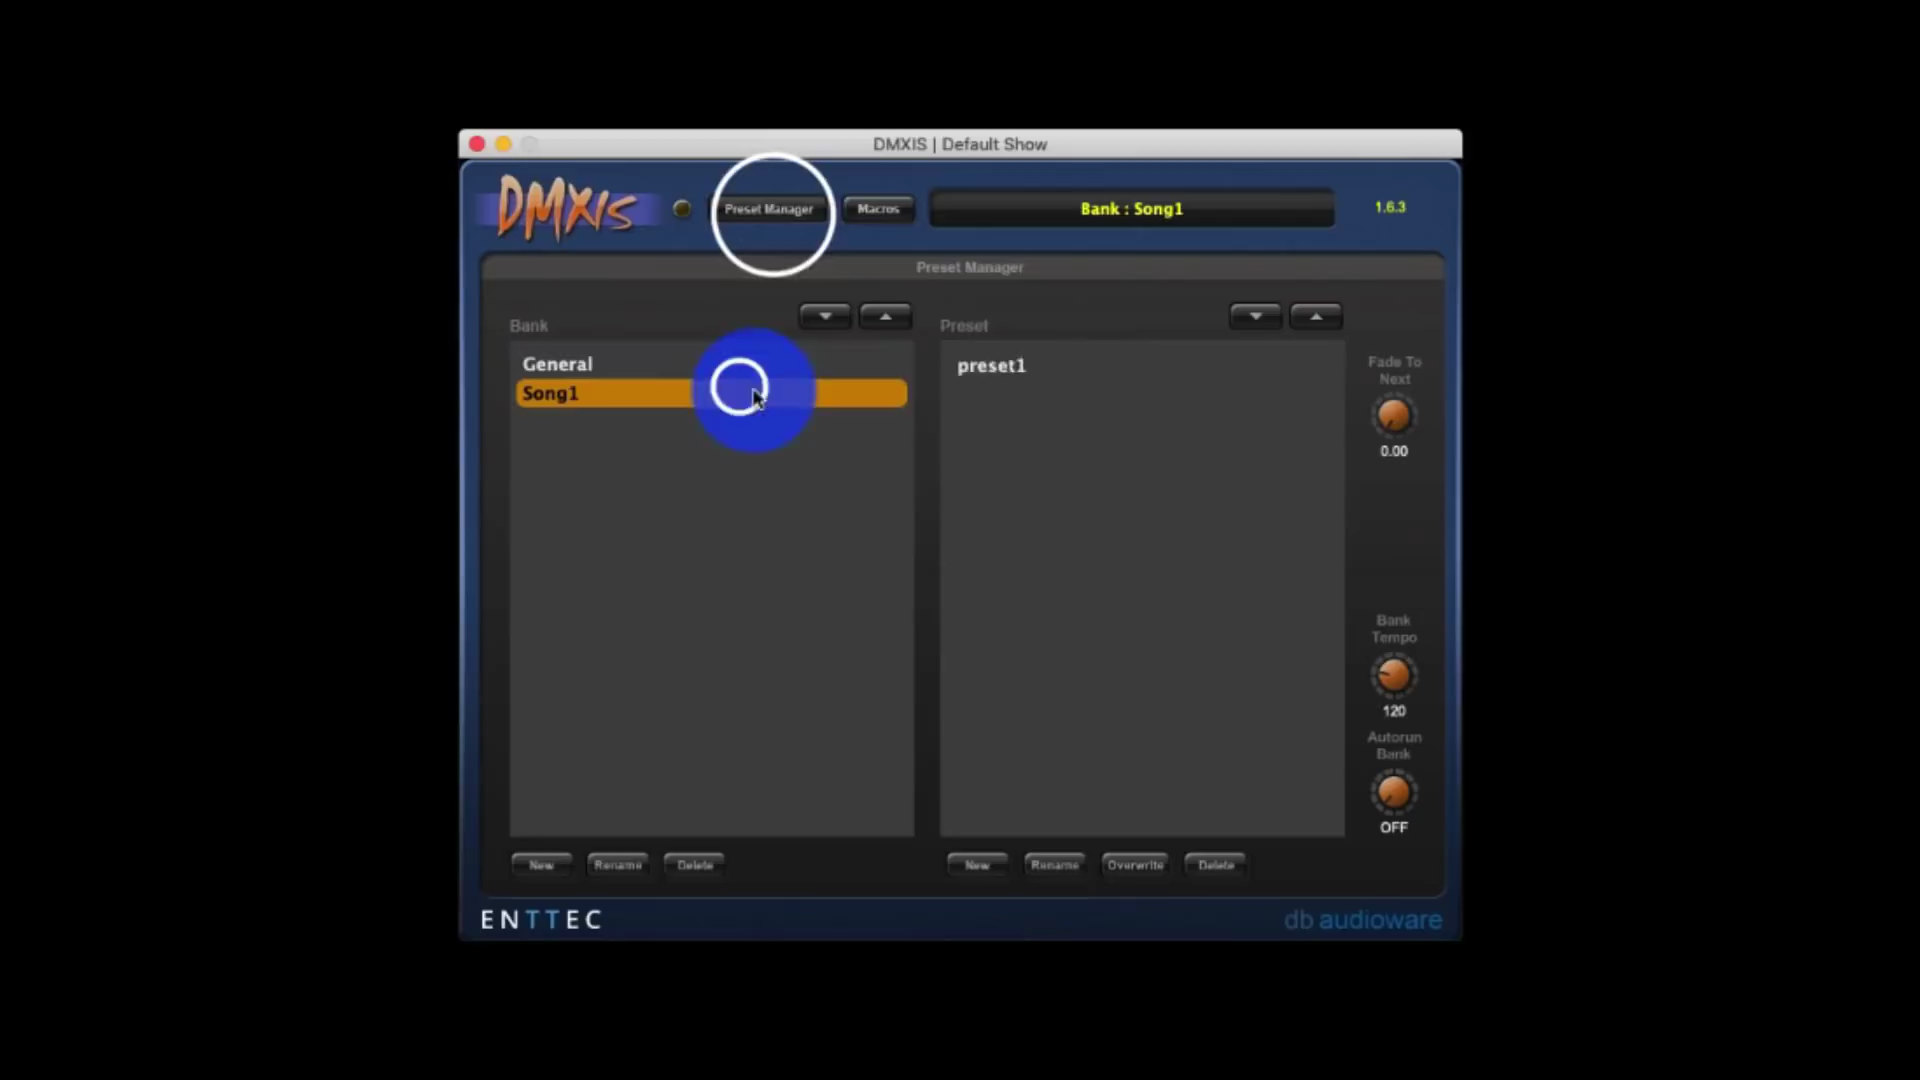 DMXIS | Default Show
DMXIS
Preset Manager
Macros
Bank : Song1
1.6.3
Preset Manager
Bank
Preset
General
Song1
preset1
Fade To
Next
0.00
Bank
Tempo
120
Autorun
Bank
OFF
New
Rename
Delete
New
Rename
Overwrite
Delete
ENTTEC
db audioware